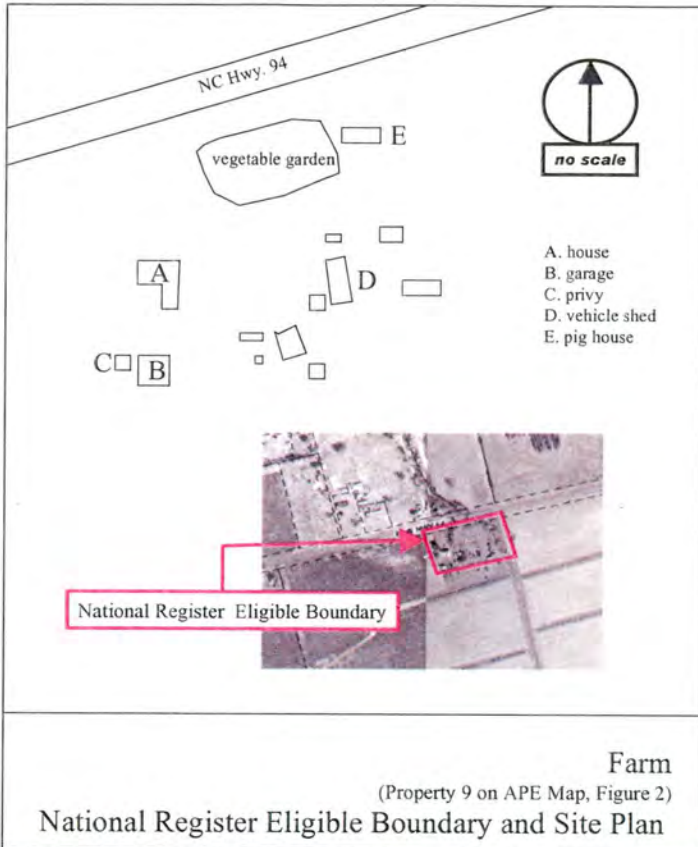 NC Hwy. 94
vegetable garden
E
no scale
A
D
C
B
A. house
B. garage
C. privy
D. vehicle shed
E. pig house
National Register Eligible Boundary
Farm
(Property 9 on APE Map, Figure 2)
National Register Eligible Boundary and Site Plan